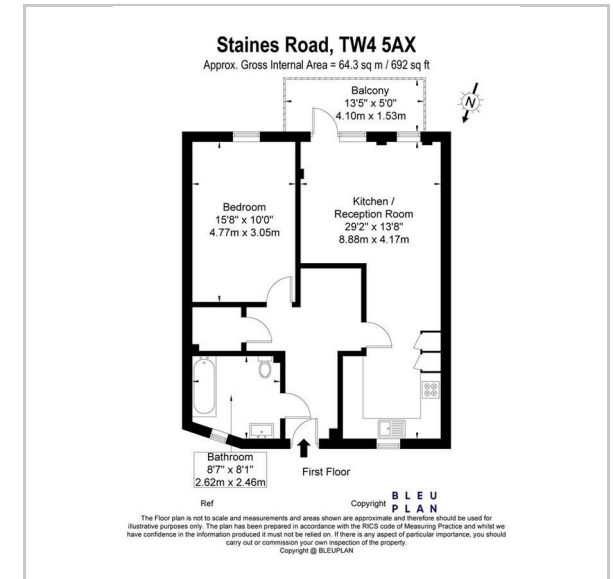 Staines Road, TW4 5AX
Approx. Gross Internal Area = 64.3 sq m / 692 sq ft
Balcony
13'5" x 5'0"
4.10m x 1.53m
N
Bedroom
15'8" x 10'0"
4.77m x 3.05m
Kitchen /
Reception Room
29'2" x 13'8"
8.88m x 4.17m
Bathroom
8'7" x 8'1"
2.62m x 2.46m
First Floor
Ref
Copyright
BLEU
PLAN
The Floor plan is not to scale and measurements and areas shown are approximate and therefore should be used for
illustrative purposes only. The plan has been prepared in accordance with the RICS code of Measuring Practice and whilst we
have confidence in the information produced it must not be relied on. If there is any aspect of particular importance, you should
carry out or commission your own inspection of the property.
Copyright @ BLEUPLAN